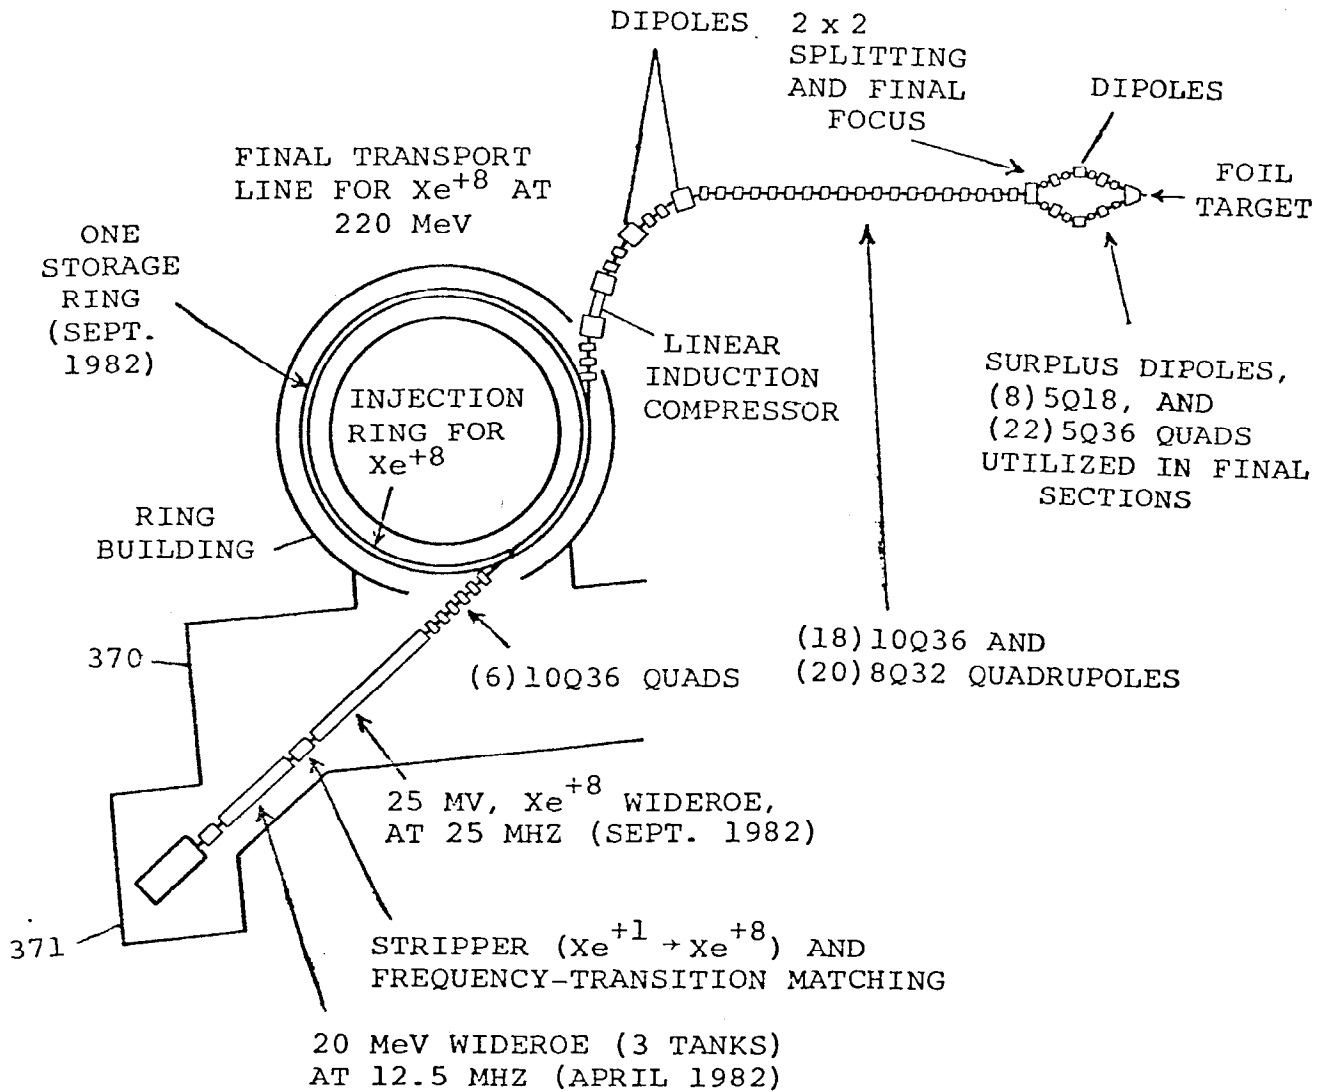 DIPOLES
2 x 2
SPLITTING
AND FINAL
FOCUS
DIPOLES
FOIL
TARGET
FINAL TRANSPORT
LINE FOR Xe+8 AT
220 MeV
ONE
STORAGE
RING
(SEPT.
1982)
LINEAR
INDUCTION
COMPRESSOR
SURPLUS DIPOLES,
(8)5Q18, AND
(22)5Q36 QUADS
UTILIZED IN FINAL
SECTIONS
INJECTION
RING FOR
Xe+8
RING
BUILDING
370
(6)10Q36 QUADS
(18)10Q36 AND
(20)8Q32 QUADRUPOLES
25 MV, Xe+8 WIDEROE,
AT 25 MHZ (SEPT. 1982)
371
STRIPPER (Xe+1 → Xe+8) AND
FREQUENCY-TRANSITION MATCHING
20 MeV WIDEROE (3 TANKS)
AT 12.5 MHZ (APRIL 1982)